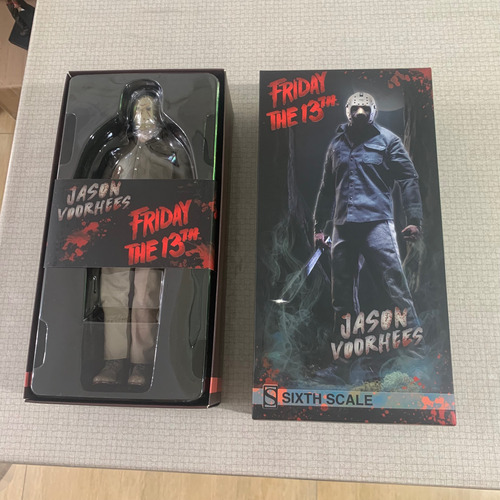 JASON
VOORHEES
FRIDAY
THE 13TH
FRIDAY
THE 13TH
JASON
VOORHEES
S SIXTH SCALE